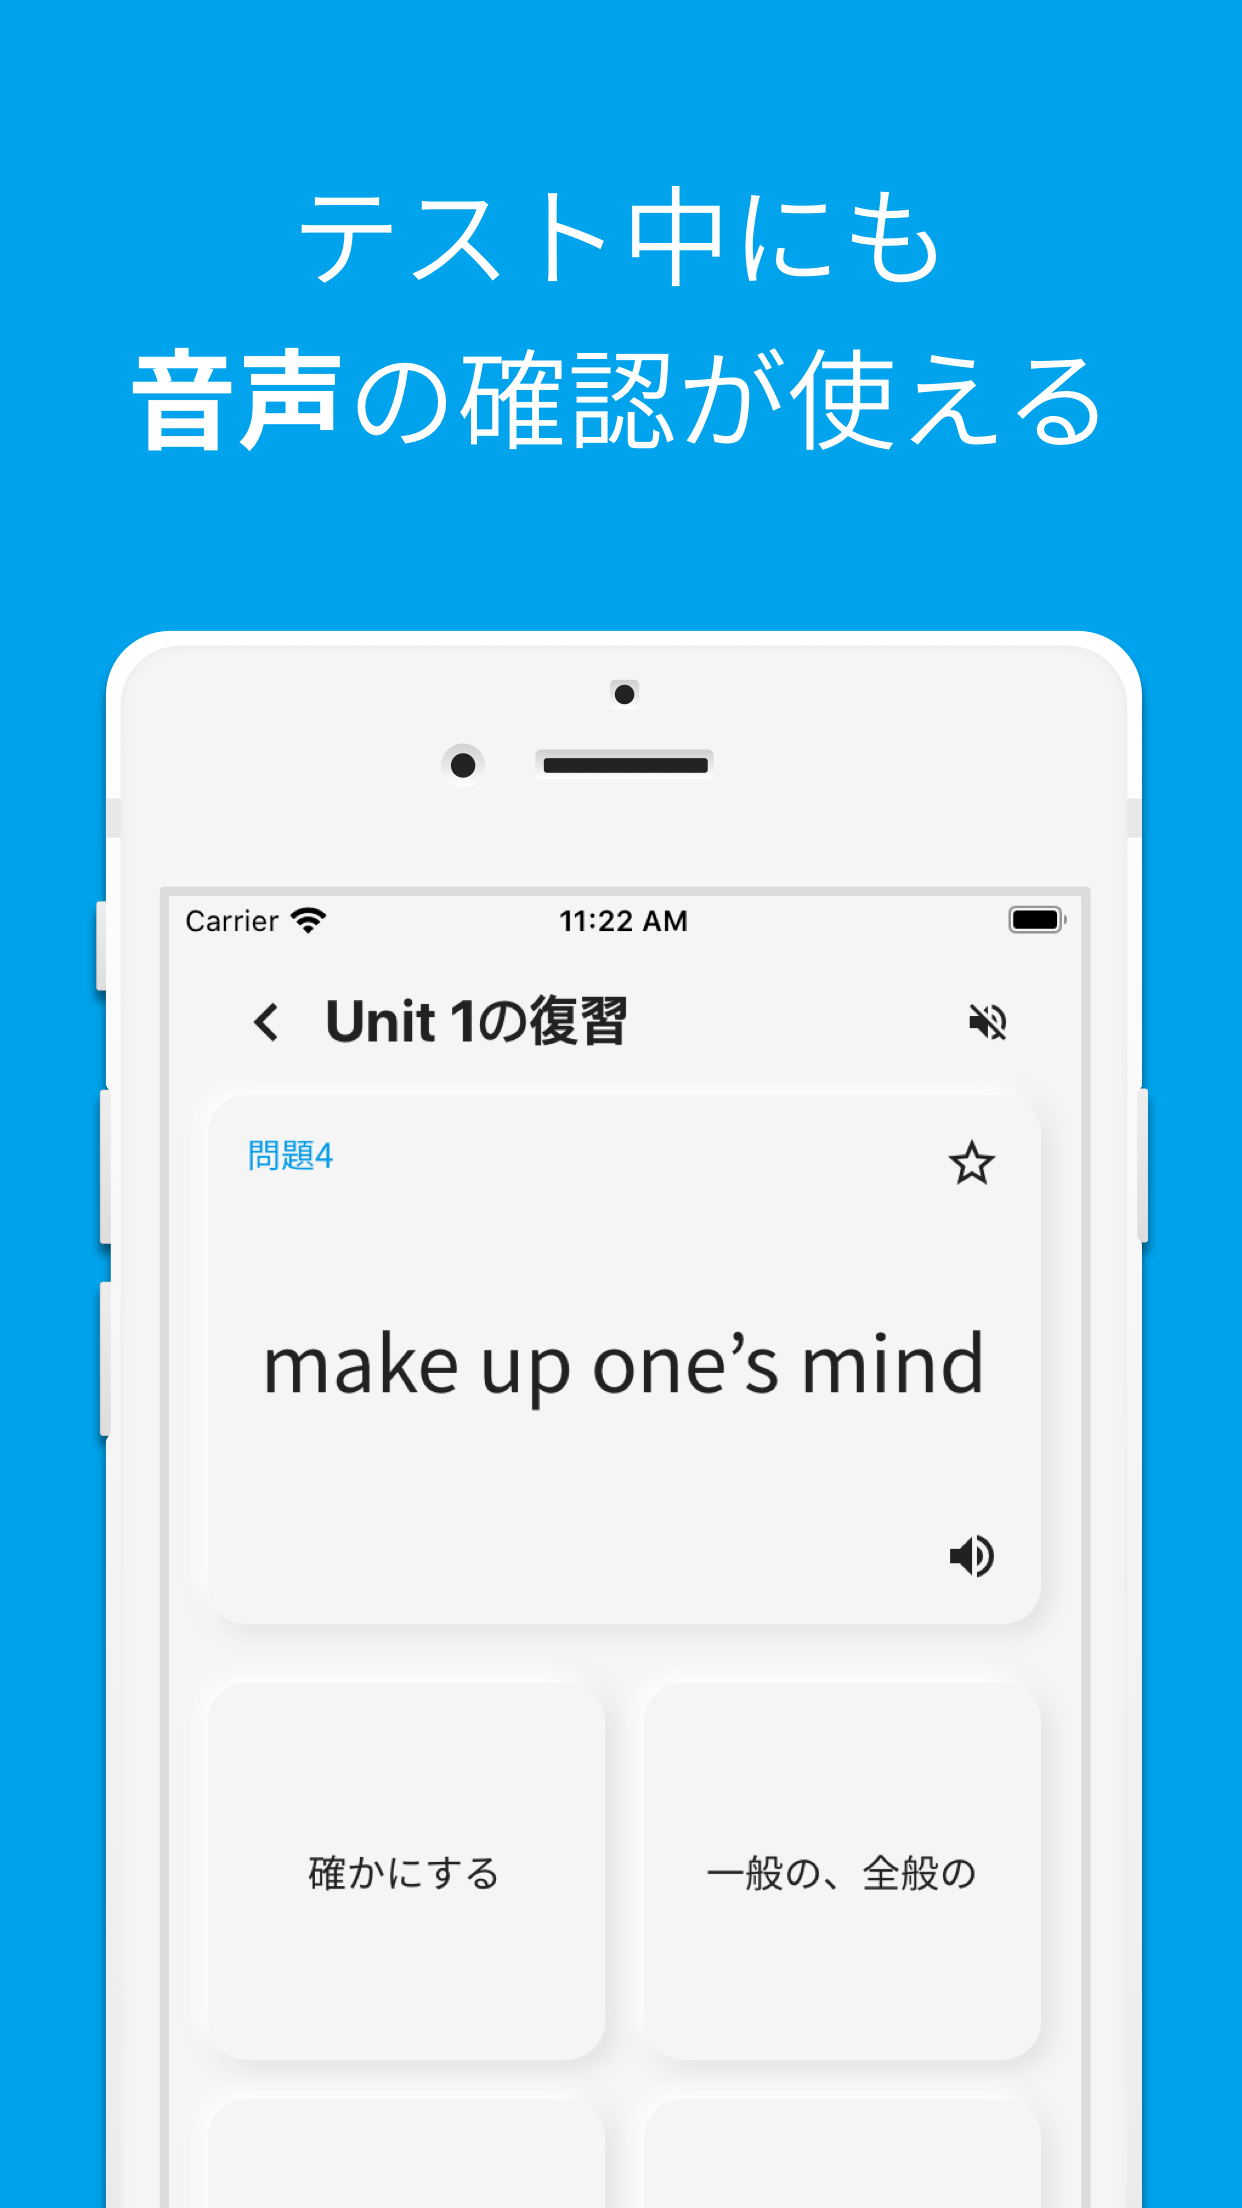 テスト中にも
音声の確認が使える
Carrier
11:22 AM
Unit 1の復習
問題4
make up one’s mind
確かにする
一般の、全般の